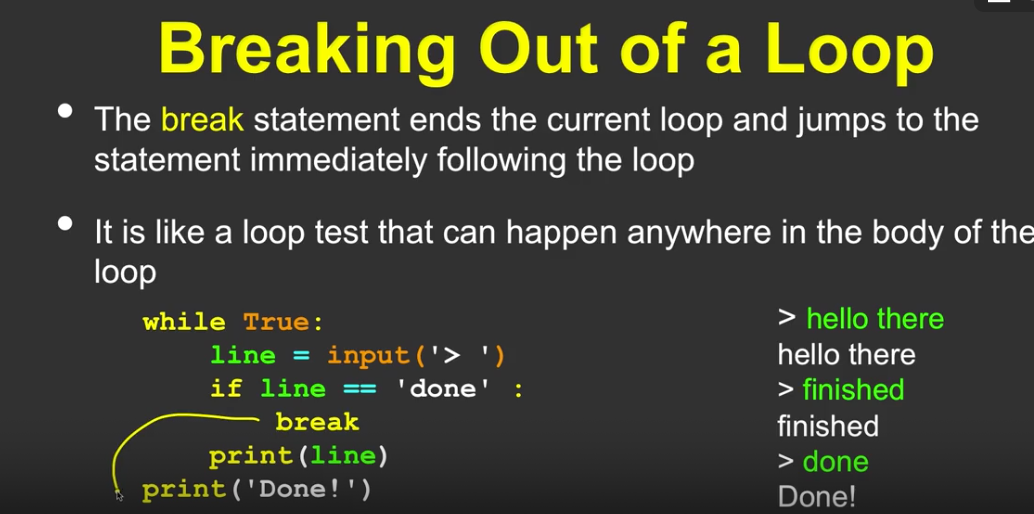 Breaking Out of a Loop
• The break statement ends the current loop and jumps to the
statement immediately following the loop
• It is like a loop test that can happen anywhere in the body of the
loop
while True:
    line = input('> ')
    if line == 'done' :
        break
    print(line)
print('Done!')
> hello there
hello there
> finished
finished
> done
Done!